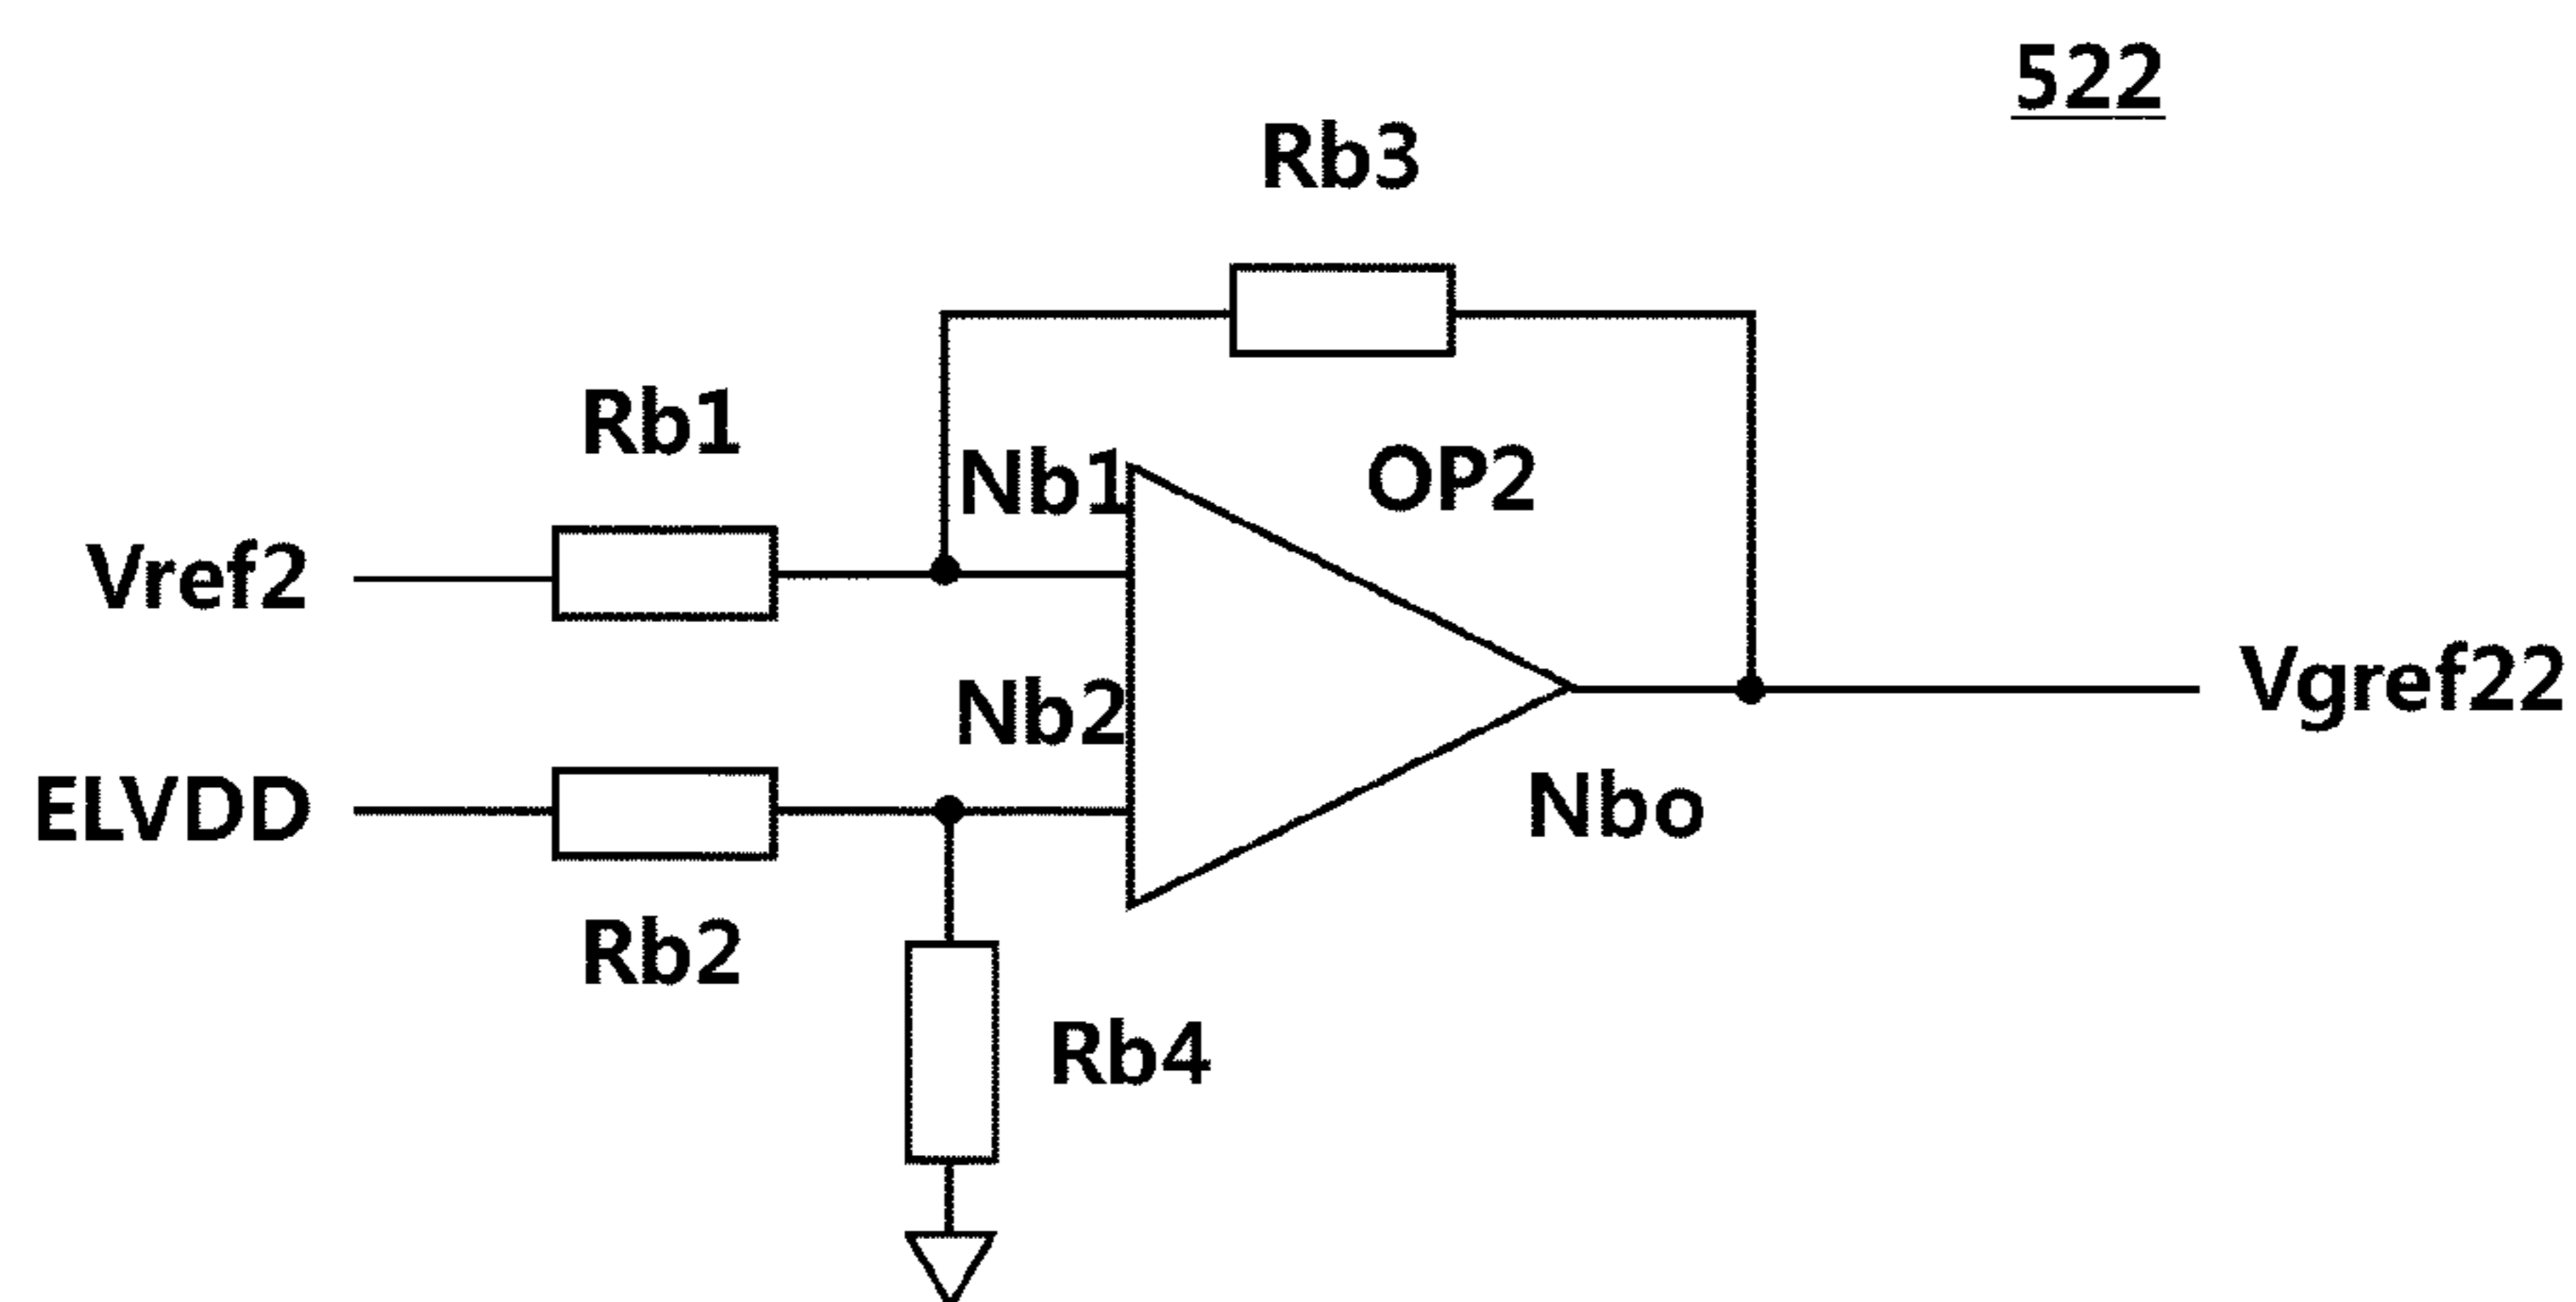 522
Rb3
Rb1
Nb1
OP2
Vref2
Nb2
Vgref22
ELVDD
Nbo
Rb2
Rb4